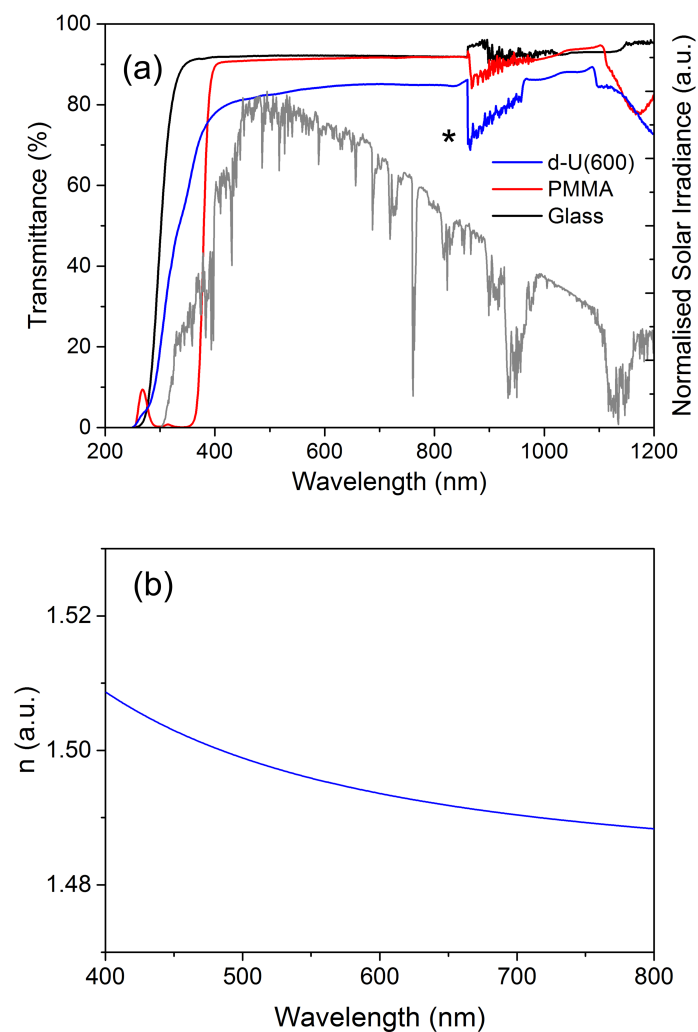 (a)
Transmittance (%)
100
80
60
40
20
0
200
400
600
800
1000
1200
Wavelength (nm)
Normalised Solar Irradiance (a.u.)
*
d-U(600)
PMMA
Glass
(b)
n (a.u.)
1.52
1.50
1.48
400
500
600
700
800
Wavelength (nm)